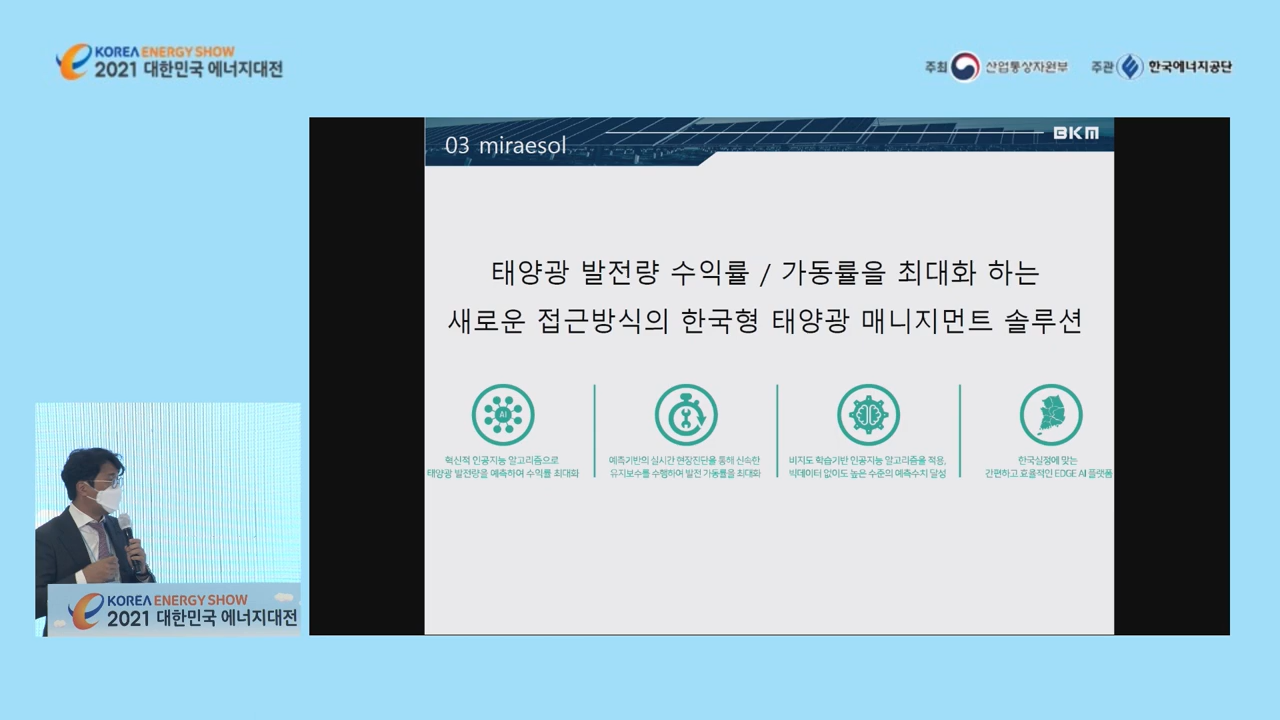 KOREA ENERGY SHOW
2021 대한민국 에너지대전
주최 산업통상자원부 주관 한국에너지공단
03 miraesol
BKM
태양광 발전량 수익률 / 가동률을 최대화 하는
새로운 접근방식의 한국형 태양광 매니지먼트 솔루션
AI
혁신적 인공지능 알고리즘으로
태양광 발전량을 예측하여 수익률 최대화
예측기반의 실시간 현장진단을 통해 신속한
유지보수를 수행하여 발전 가동률을 최대화
비지도 학습기반 인공지능 알고리즘을 적용,
빅데이터 없이도 높은 수준의 예측수치 달성
한국실정에 맞는
간편하고 효율적인 EDGE AI 플랫폼
KOREA ENERGY SHOW
2021 대한민국 에너지대전